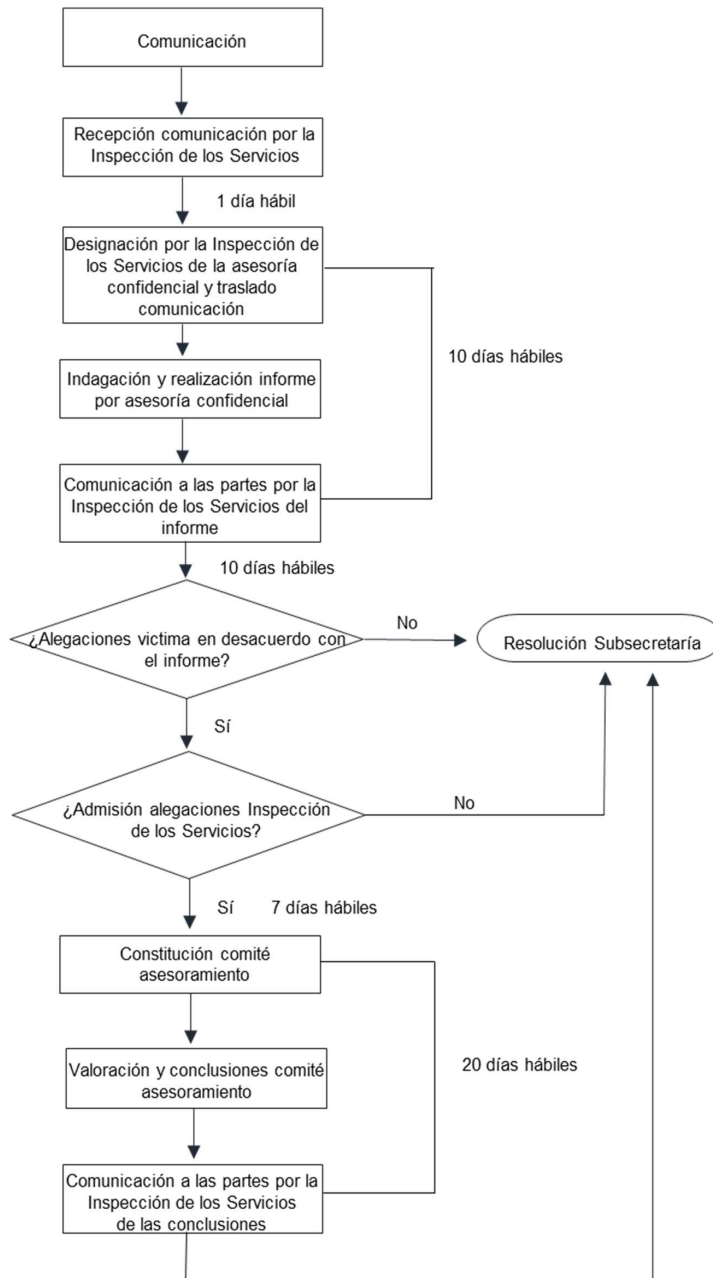 Comunicación
Recepción comunicación por la
Inspección de los Servicios
1 día hábil
Designación por la Inspección de
los Servicios de la asesoría
confidencial y traslado
comunicación
10 días hábiles
Indagación y realización informe
por asesoría confidencial
Comunicación a las partes por la
Inspección de los Servicios del
informe
10 días hábiles
¿Alegaciones victima en desacuerdo con
el informe?
No
Resolución Subsecretaría
Sí
¿Admisión alegaciones Inspección
de los Servicios?
No
Sí 7 días hábiles
Constitución comité
asesoramiento
20 días hábiles
Valoración y conclusiones comité
asesoramiento
Comunicación a las partes por la
Inspección de los Servicios
de las conclusiones